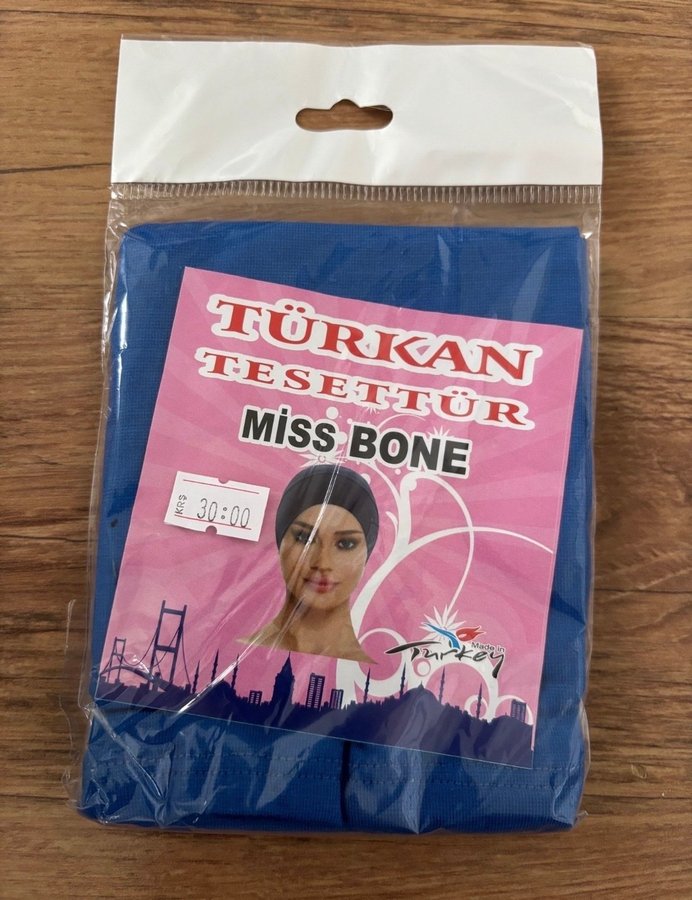 TÜRKAN
TESETTÜR
MİSS BONE
KRŞ 30:00
Made in
Turkey